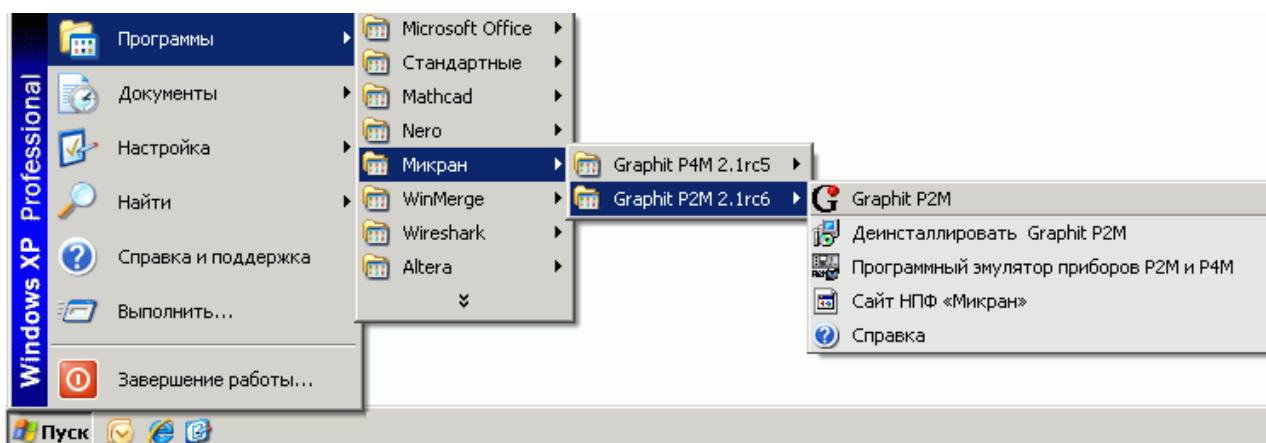 Windows XP Professional
Программы
Документы
Настройка
Найти
Справка и поддержка
Выполнить...
Завершение работы...
Microsoft Office
Стандартные
Mathcad
Nero
Микран
WinMerge
Wireshark
Altera
Graphit P4M 2.1rc5
Graphit P2M 2.1rc6
Graphit P2M
Деинсталлировать Graphit P2M
Программный эмулятор приборов P2M и P4M
Сайт НПФ «Микран»
Справка
Пуск